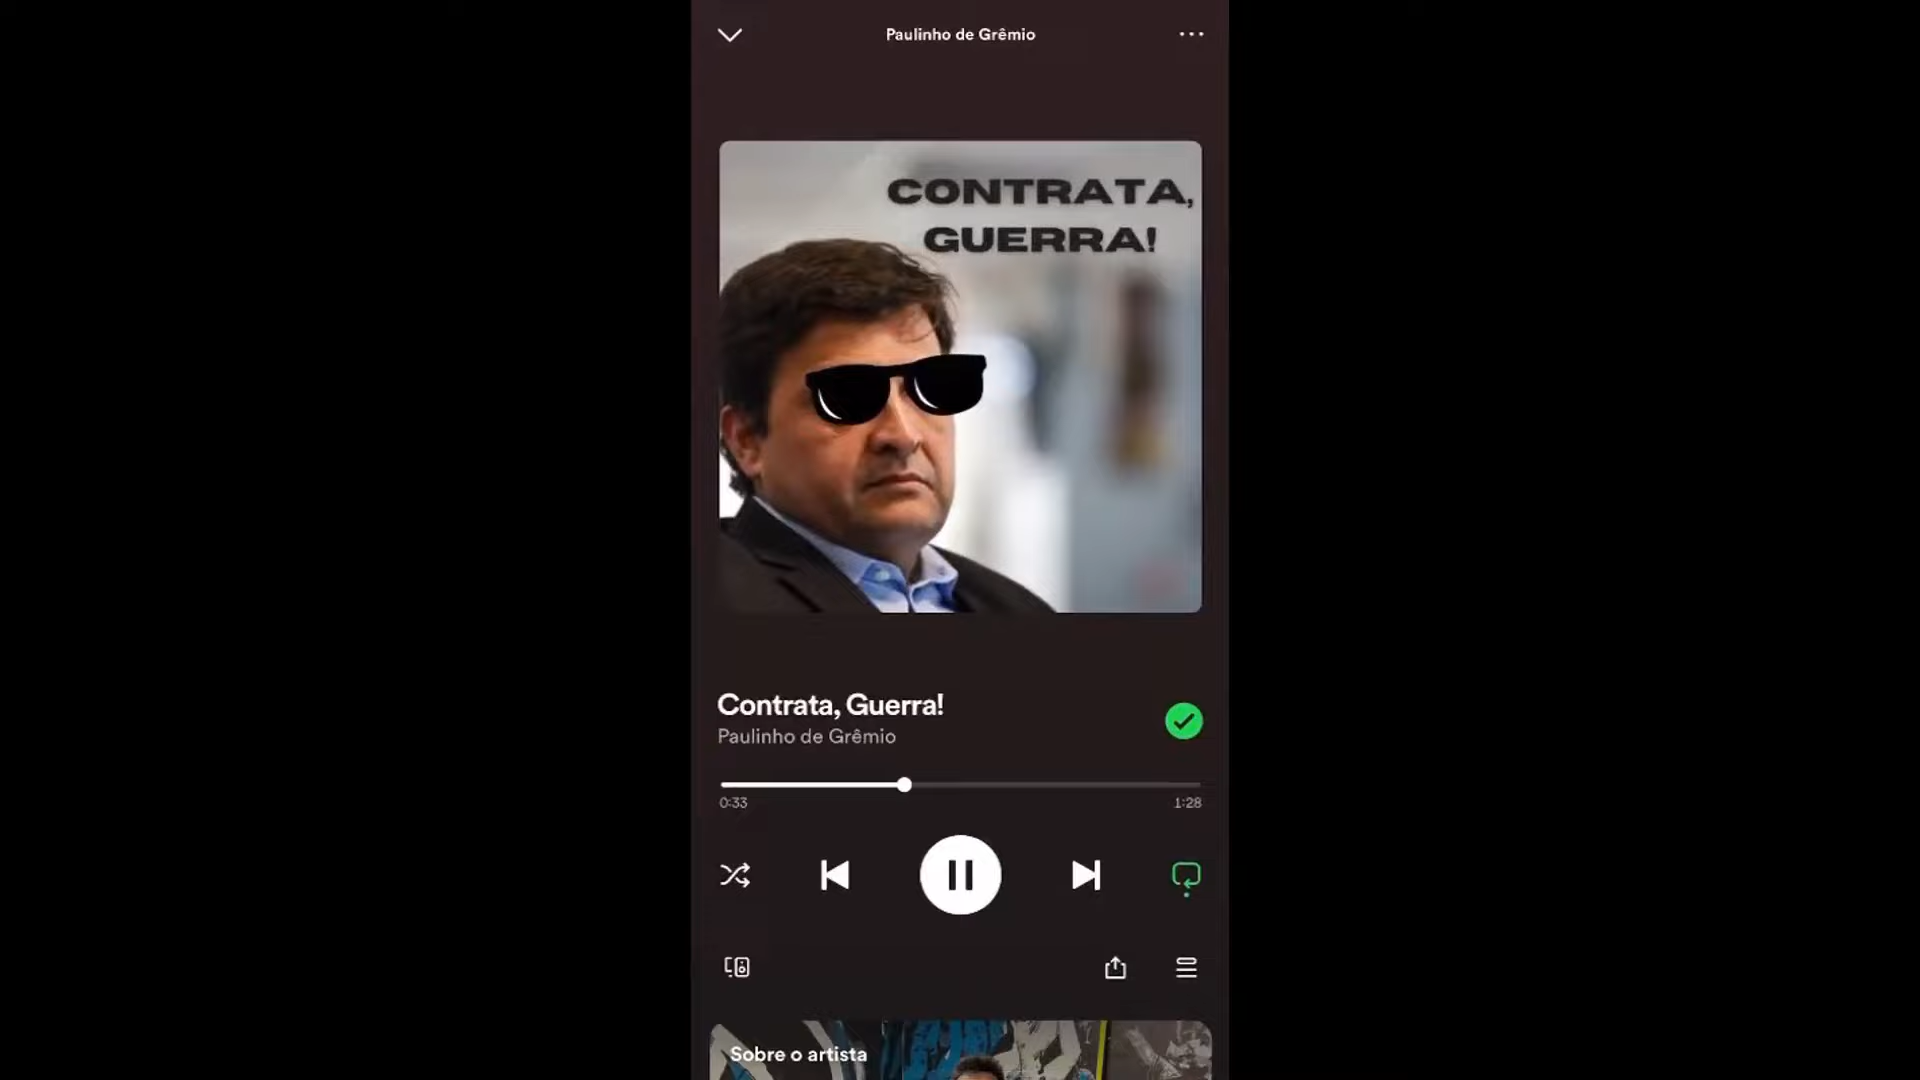 Paulinho de Grêmio
CONTRATA,
GUERRA!
Contrata, Guerra!
Paulinho de Grêmio
0:33
1:28
Sobre o artista